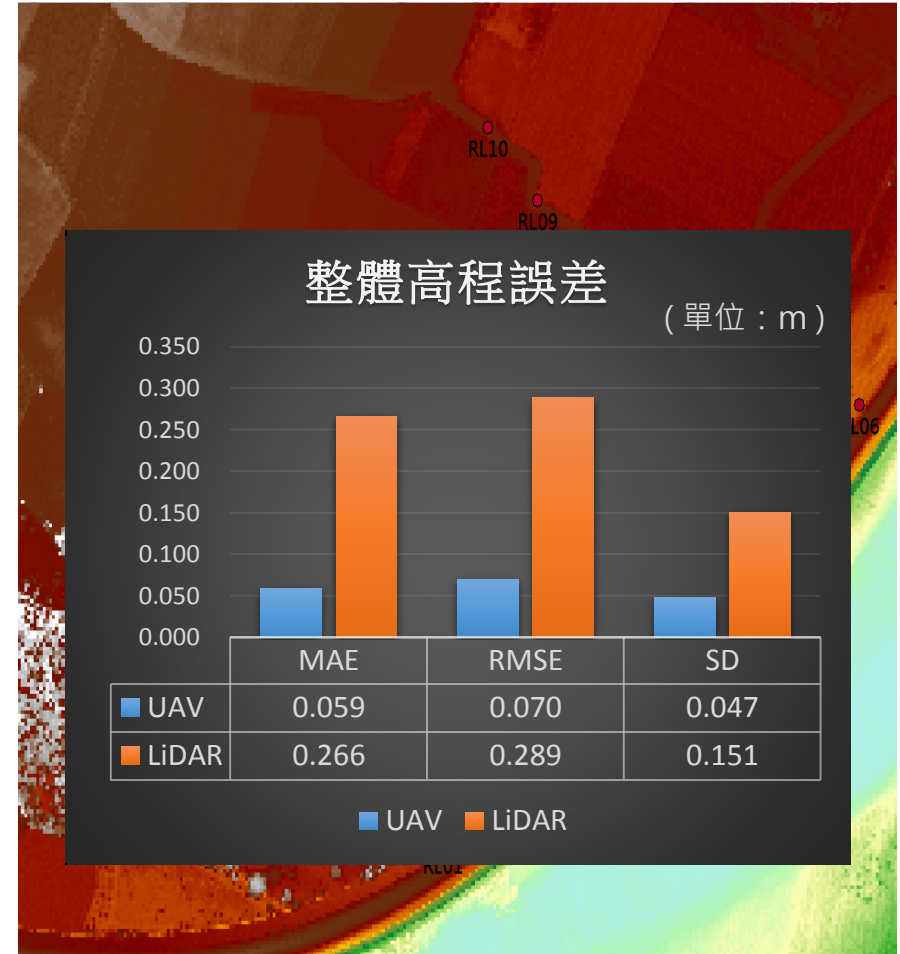 RL10
RL09
整體高程誤差
(單位：m)
0.350
0.300
0.250
0.200
0.150
0.100
0.050
0.000
L06
MAE RMSE SD
UAV 0.059 0.070 0.047
LiDAR 0.266 0.289 0.151
UAV LiDAR
RL01